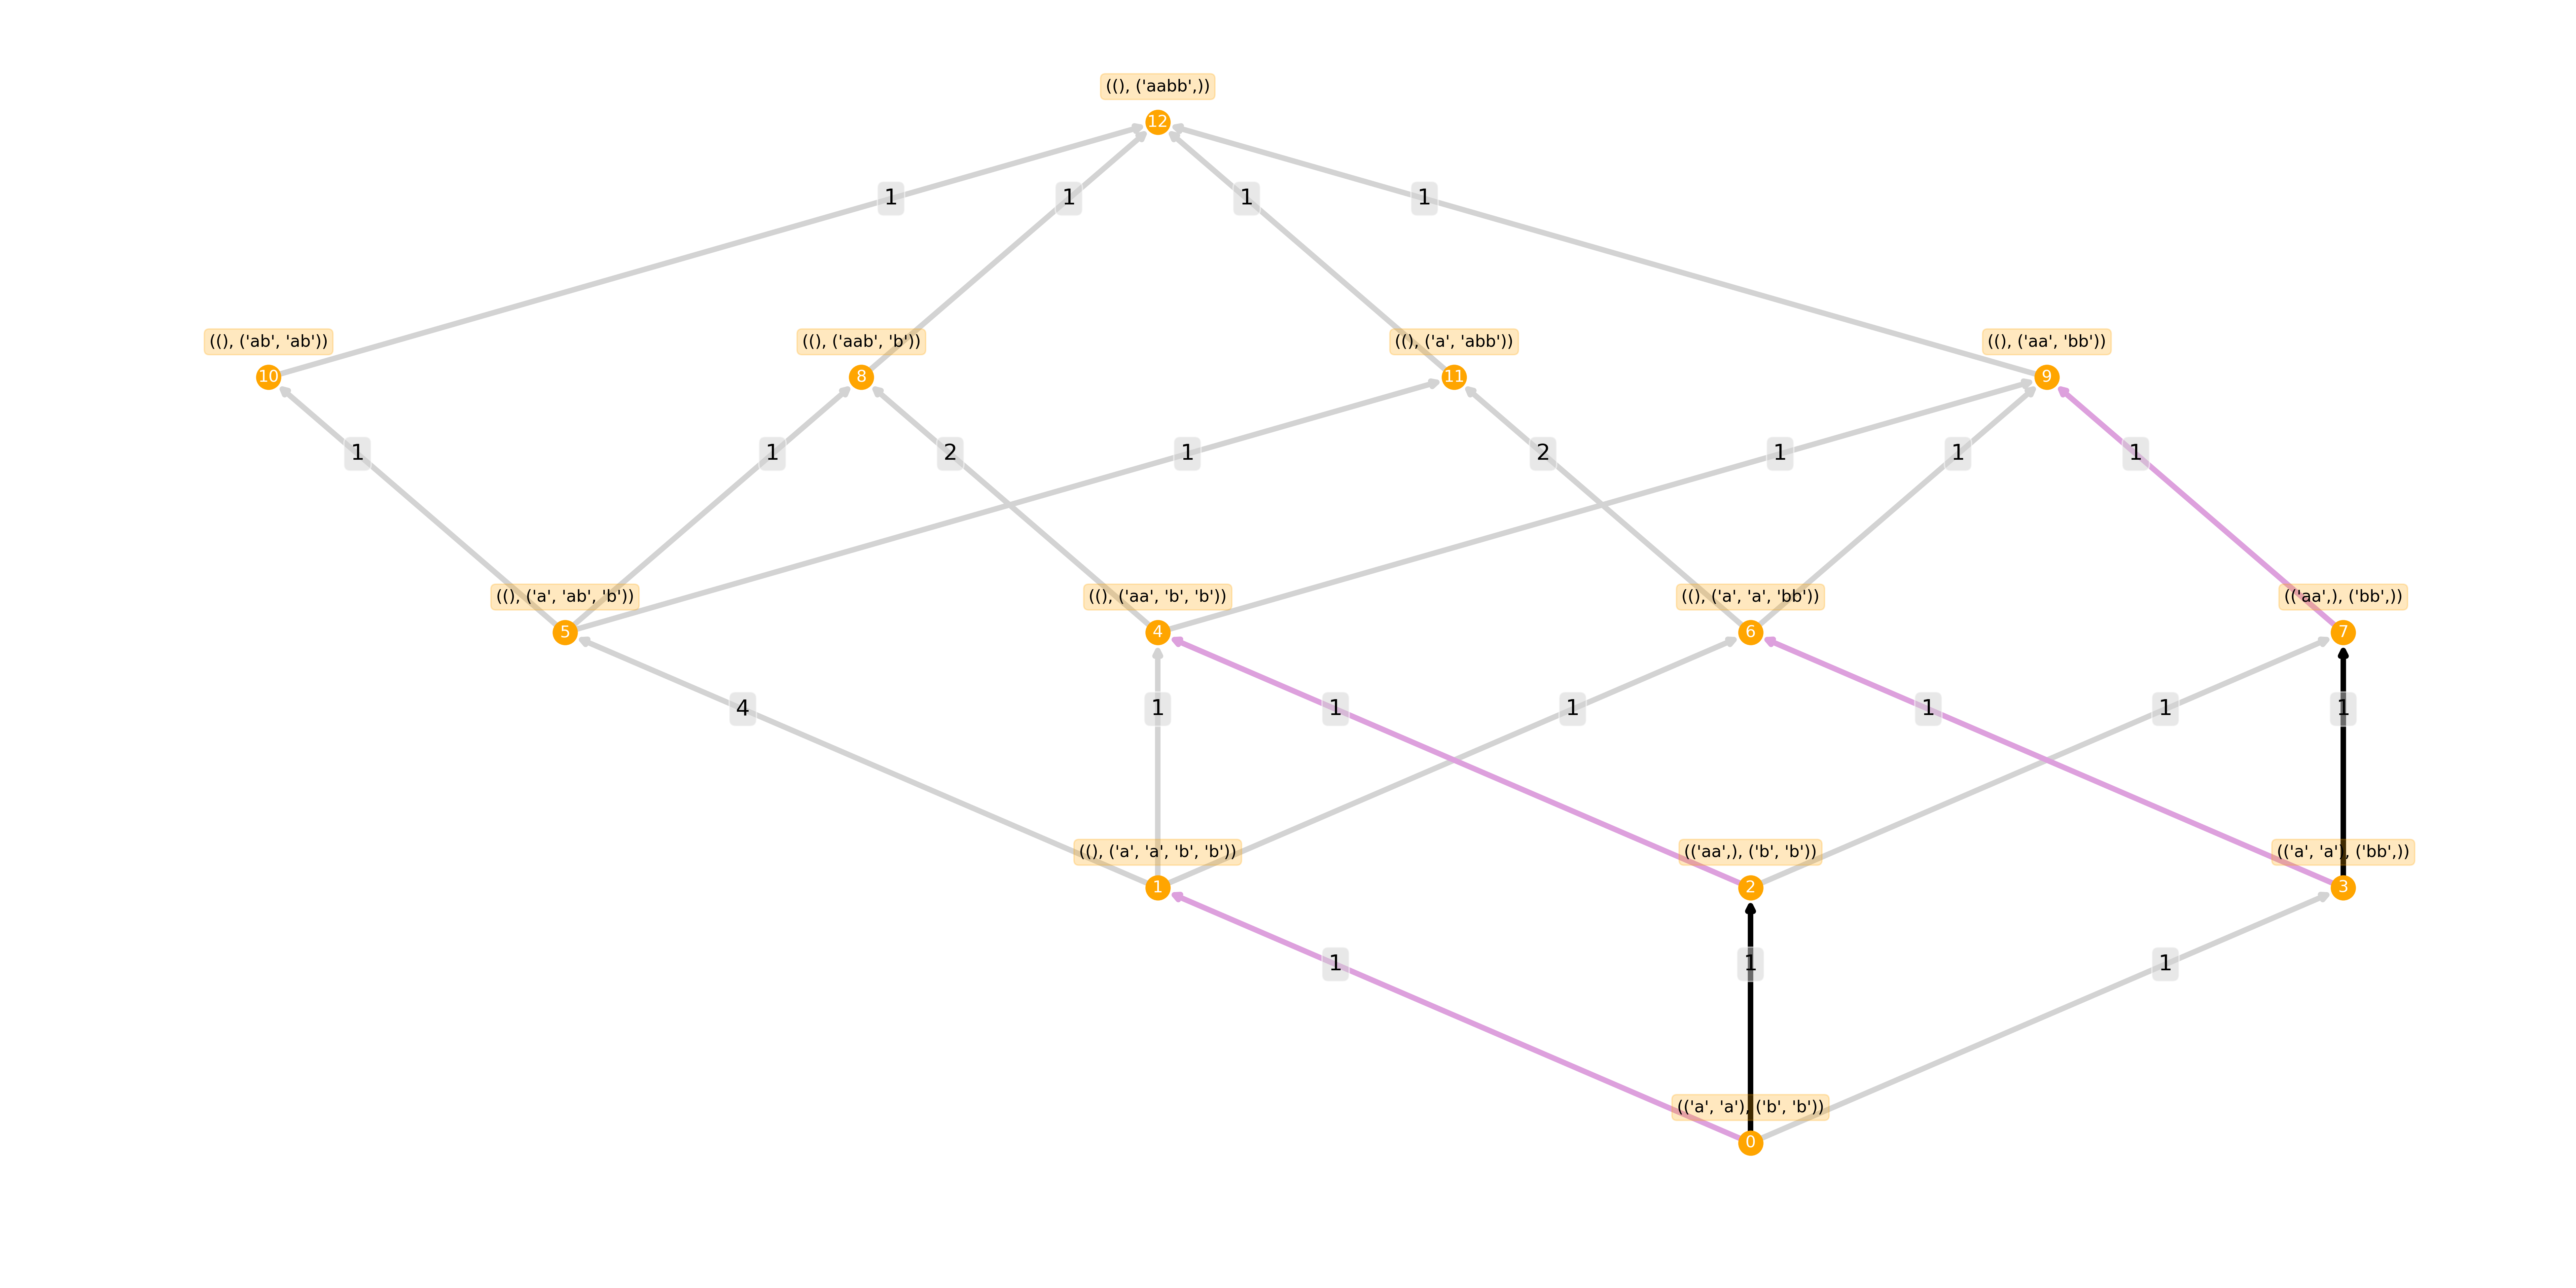 ((), ('aabb',))
12
1 1 1 1
((), ('ab', 'ab')) ((), ('aab', 'b')) ((), ('a', 'abb')) ((), ('aa', 'bb'))
10 8 11 9
1 1 2 1 2 1 1 1
((), ('a', 'ab', 'b')) ((), ('aa', 'b', 'b')) ((), ('a', 'a', 'bb')) (('aa',), ('bb',))
5 4 6 7
4 1 1 1 1 1 1
((), ('a', 'a', 'b', 'b')) (('aa',), ('b', 'b')) (('a', 'a'), ('bb',))
1 2 3
1 1 1
(('a', 'a'), ('b', 'b'))
0